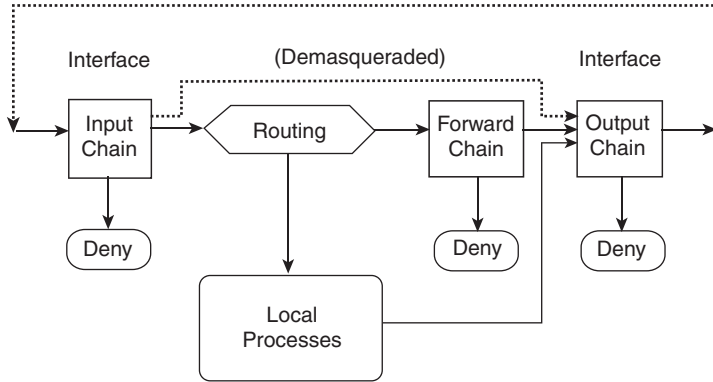 Interface
(Demasqueraded)
Interface
Input
Chain
Routing
Forward
Chain
Output
Chain
Deny
Deny
Deny
Local
Processes